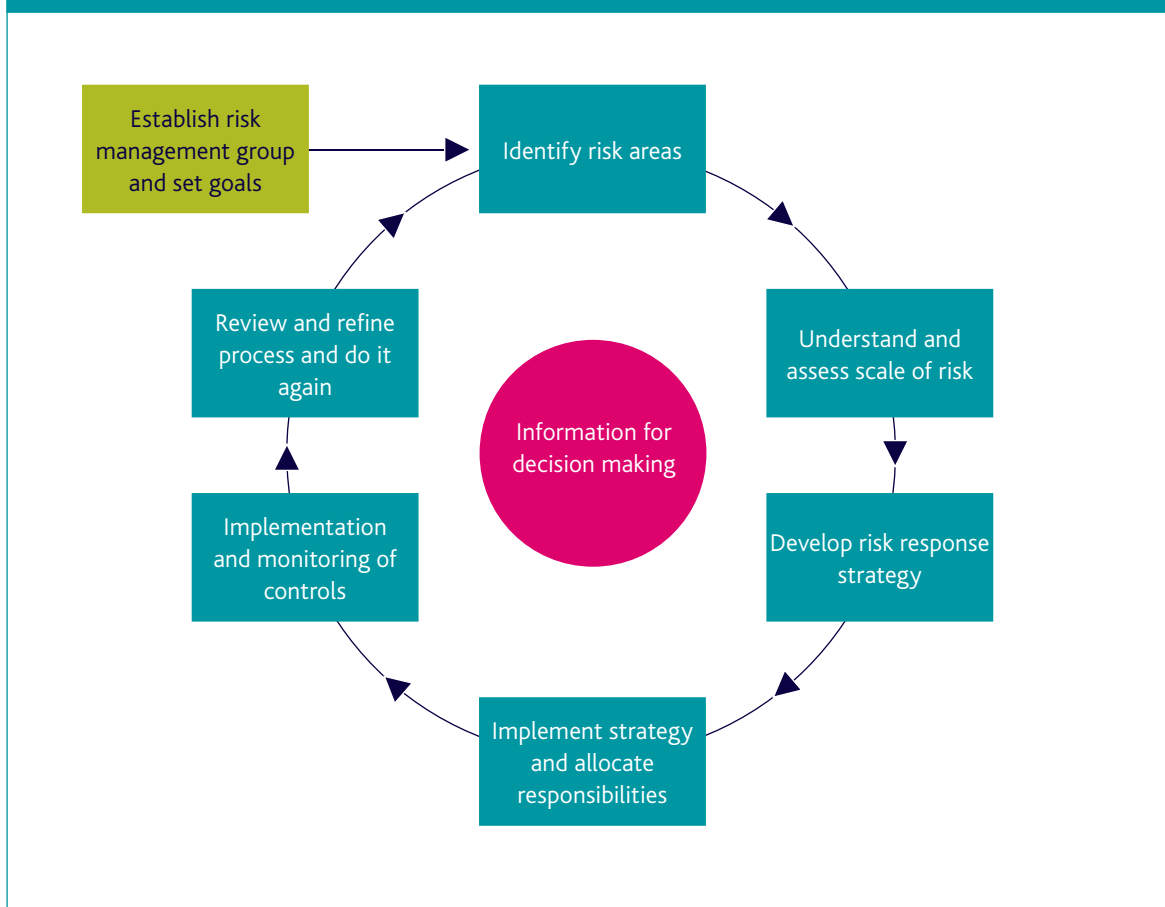 Establish risk
management group
and set goals
Identify risk areas
Understand and
assess scale of risk
Develop risk response
strategy
Implement strategy
and allocate
responsibilities
Implementation
and monitoring of
controls
Review and refine
process and do it
again
Information for
decision making